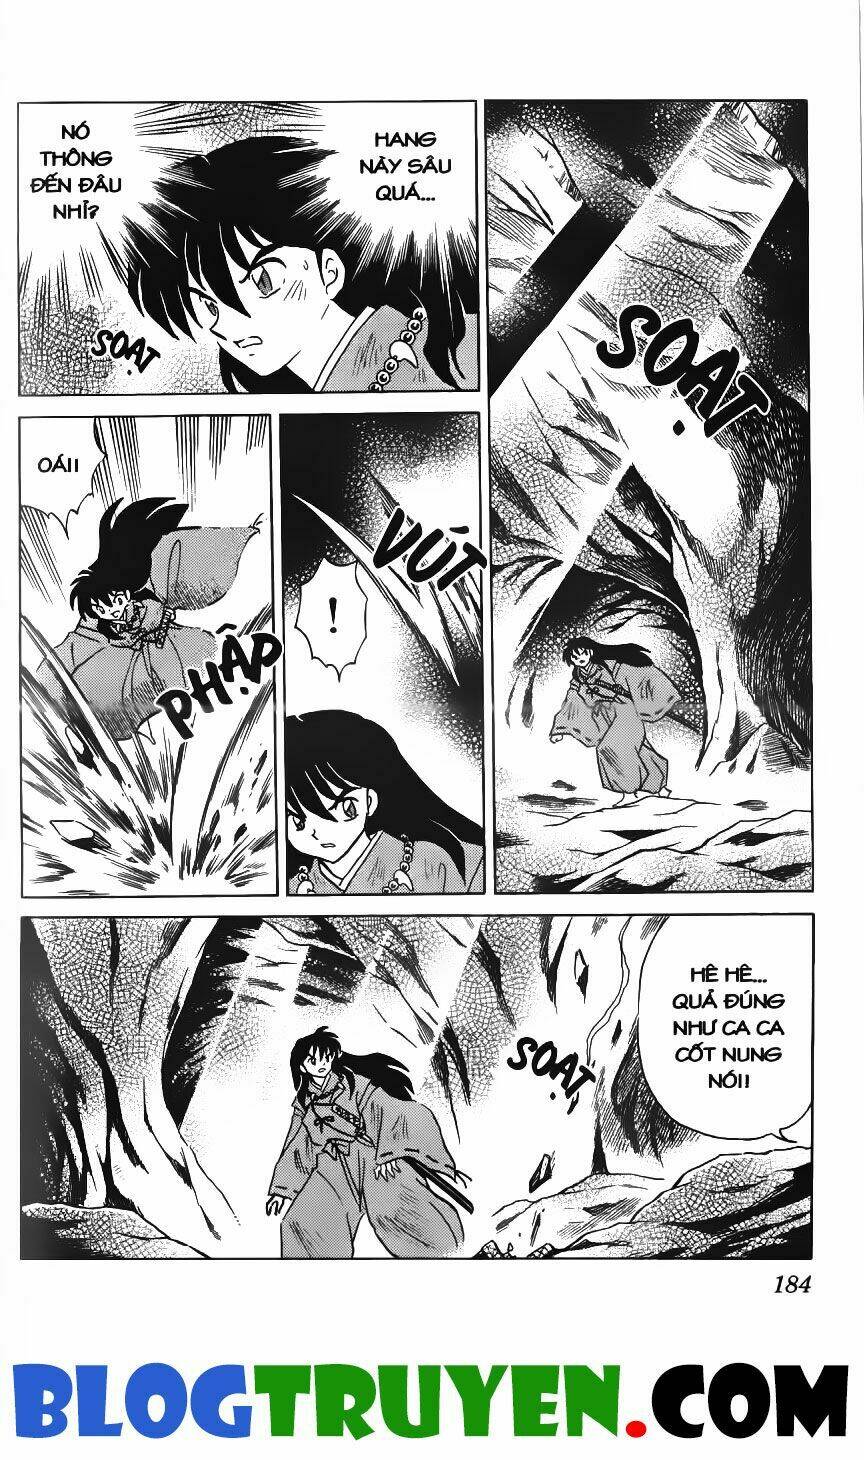 SOẠT
HANG
NÀY SÂU
QUÁ...
NÓ
THÔNG
ĐẾN ĐÂU
NHỈ?
SOẠT
VÚT
!
OÁI!
PHẬP
HÊ HÊ...
QUẢ ĐÚNG
NHƯ CA CA
CỐT NUNG
NÓI!
SOẠT
184
BLOGTRUYEN.COM